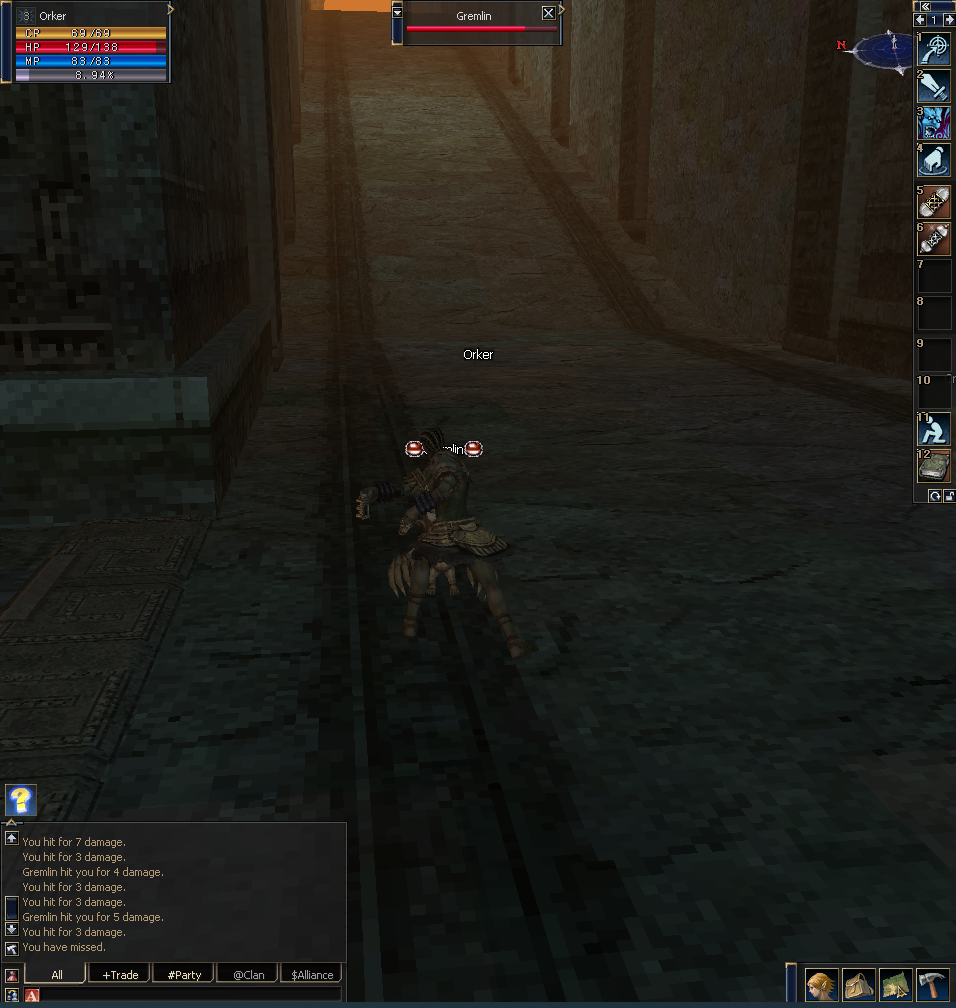 3 Orker
CP 69/69
HP 129/138
MP 83/83
8.94%
Gremlin
N
1
1
2
3
4
5
6
7
8
9
10
11
12
Orker
mlin
You hit for 7 damage.
You hit for 3 damage.
Gremlin hit you for 4 damage.
You hit for 3 damage.
You hit for 3 damage.
Gremlin hit you for 5 damage.
You hit for 3 damage.
You have missed.
All +Trade #Party @Clan $Alliance
A